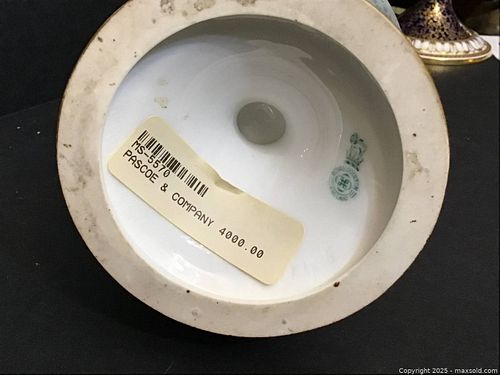 MS-5570
PASCOE & COMPANY 4000.00
Copyright 2025 - maxsold.com